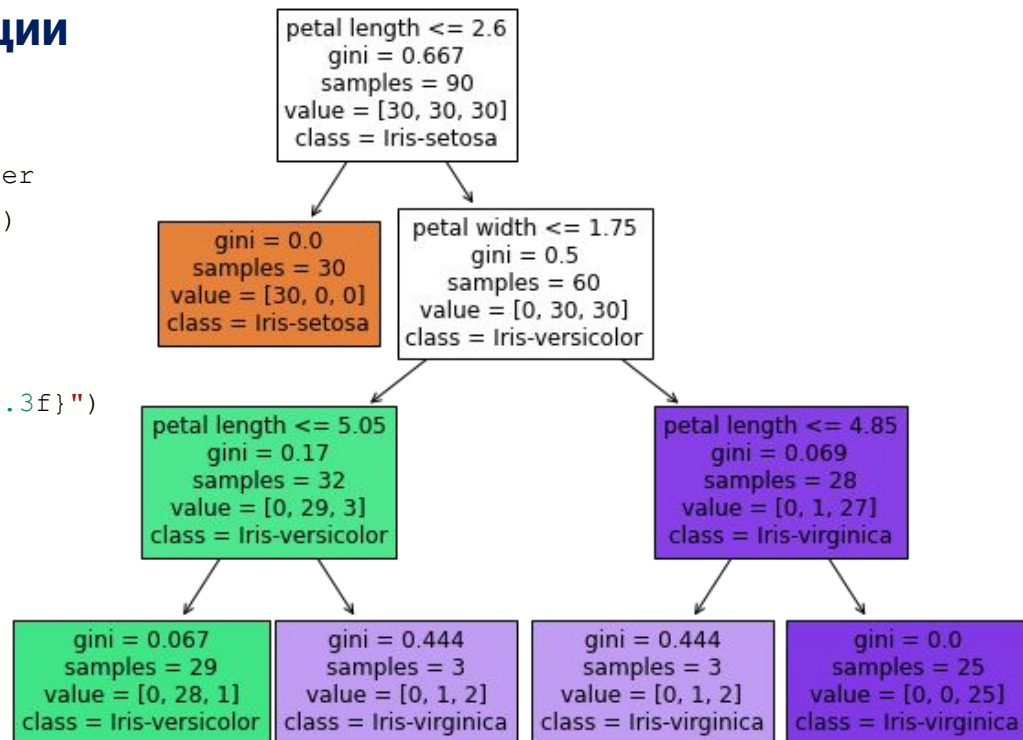 ции
er
)
.3f}")
petal length <= 2.6
gini = 0.667
samples = 90
value = [30, 30, 30]
class = Iris-setosa
gini = 0.0
samples = 30
value = [30, 0, 0]
class = Iris-setosa
petal width <= 1.75
gini = 0.5
samples = 60
value = [0, 30, 30]
class = Iris-versicolor
petal length <= 5.05
gini = 0.17
samples = 32
value = [0, 29, 3]
class = Iris-versicolor
petal length <= 4.85
gini = 0.069
samples = 28
value = [0, 1, 27]
class = Iris-virginica
gini = 0.067
samples = 29
value = [0, 28, 1]
class = Iris-versicolor
gini = 0.444
samples = 3
value = [0, 1, 2]
class = Iris-virginica
gini = 0.444
samples = 3
value = [0, 1, 2]
class = Iris-virginica
gini = 0.0
samples = 25
value = [0, 0, 25]
class = Iris-virginica